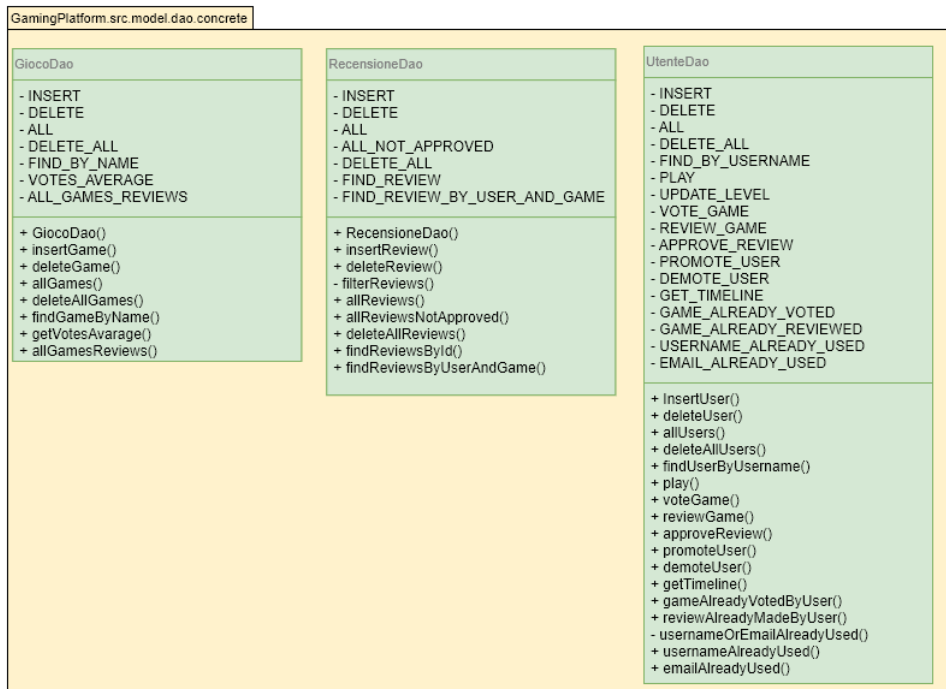 GamingPlatform.src.model.dao.concrete
GiocoDao
- INSERT
- DELETE
- ALL
- DELETE_ALL
- FIND_BY_NAME
- VOTES_AVERAGE
- ALL_GAMES_REVIEWS
+ GiocoDao()
+ insertGame()
+ deleteGame()
+ allGames()
+ deleteAllGames()
+ findGameByName()
+ getVotesAvarage()
+ allGamesReviews()
RecensioneDao
- INSERT
- DELETE
- ALL
- ALL_NOT_APPROVED
- DELETE_ALL
- FIND_REVIEW
- FIND_REVIEW_BY_USER_AND_GAME
+ RecensioneDao()
+ insertReview()
+ deleteReview()
- filterReviews()
+ allReviews()
+ allReviewsNotApproved()
+ deleteAllReviews()
+ findReviewsById()
+ findReviewsByUserAndGame()
UtenteDao
- INSERT
- DELETE
- ALL
- DELETE_ALL
- FIND_BY_USERNAME
- PLAY
- UPDATE_LEVEL
- VOTE_GAME
- REVIEW_GAME
- APPROVE_REVIEW
- PROMOTE_USER
- DEMOTE_USER
- GET_TIMELINE
- GAME_ALREADY_VOTED
- GAME_ALREADY_REVIEWED
- USERNAME_ALREADY_USED
- EMAIL_ALREADY_USED
+ InsertUser()
+ deleteUser()
+ allUsers()
+ deleteAllUsers()
+ findUserByUsername()
+ play()
+ voteGame()
+ reviewGame()
+ approveReview()
+ promoteUser()
+ demoteUser()
+ getTimeline()
+ gameAlreadyVotedByUser()
+ reviewAlreadyMadeByUser()
- usernameOrEmailAlreadyUsed()
+ usernameAlreadyUsed()
+ emailAlreadyUsed()